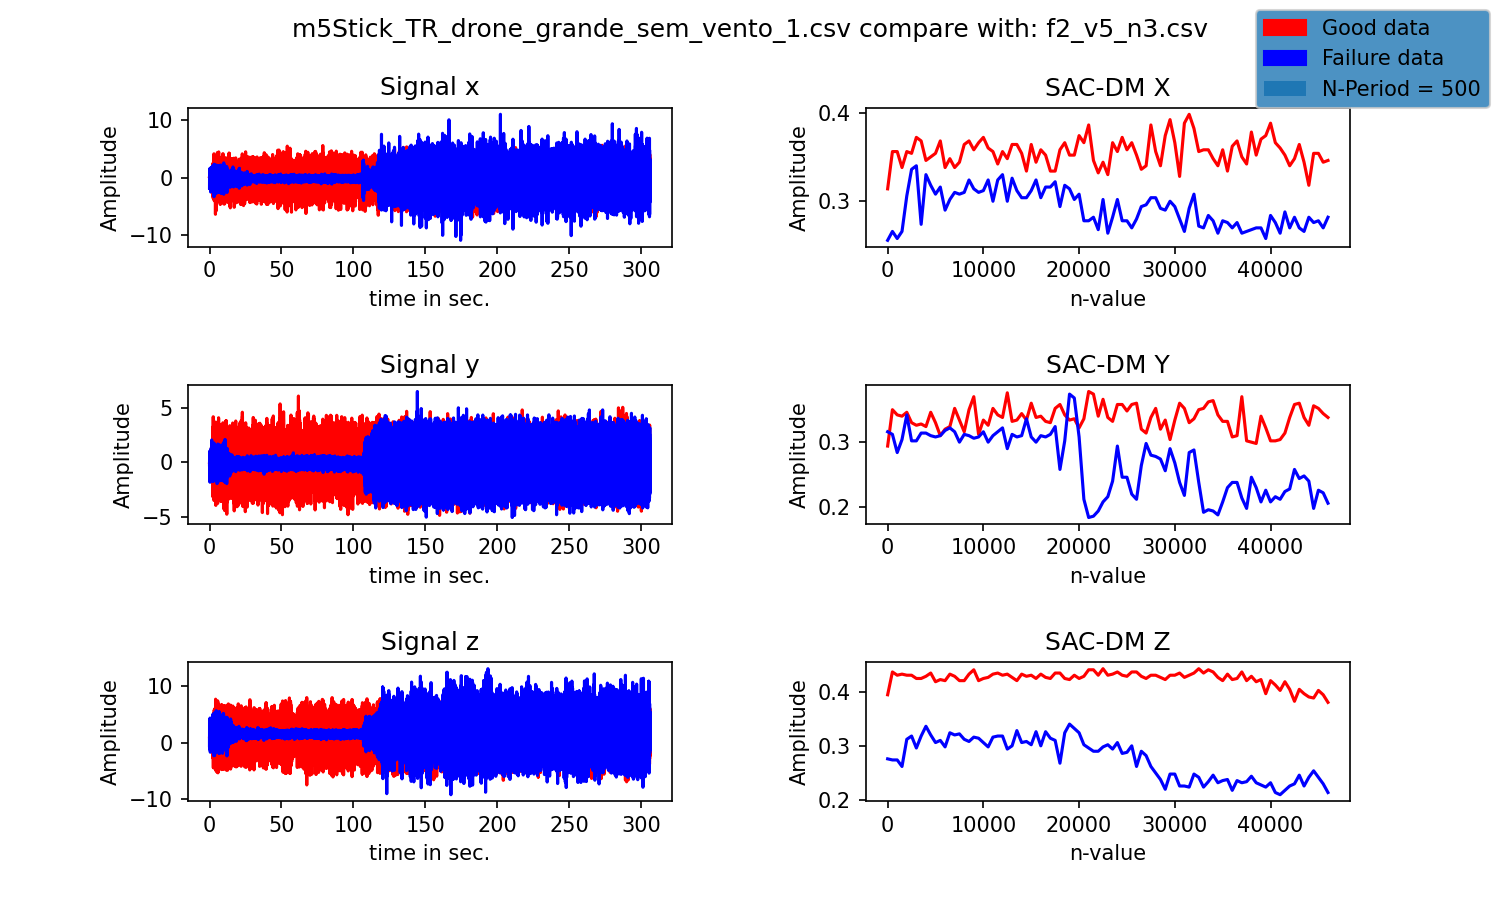 m5Stick_TR_drone_grande_sem_vento_1.csv compare with: f2_v5_n3.csv
Good data
Failure data
N-Period = 500
Signal x
Amplitude
10
0
−10
0 50 100 150 200 250 300
time in sec.
SAC-DM X
Amplitude
0.4
0.3
0 10000 20000 30000 40000
n-value
Signal y
Amplitude
5
0
−5
0 50 100 150 200 250 300
time in sec.
SAC-DM Y
Amplitude
0.3
0.2
0 10000 20000 30000 40000
n-value
Signal z
Amplitude
10
0
−10
0 50 100 150 200 250 300
time in sec.
SAC-DM Z
Amplitude
0.4
0.3
0.2
0 10000 20000 30000 40000
n-value